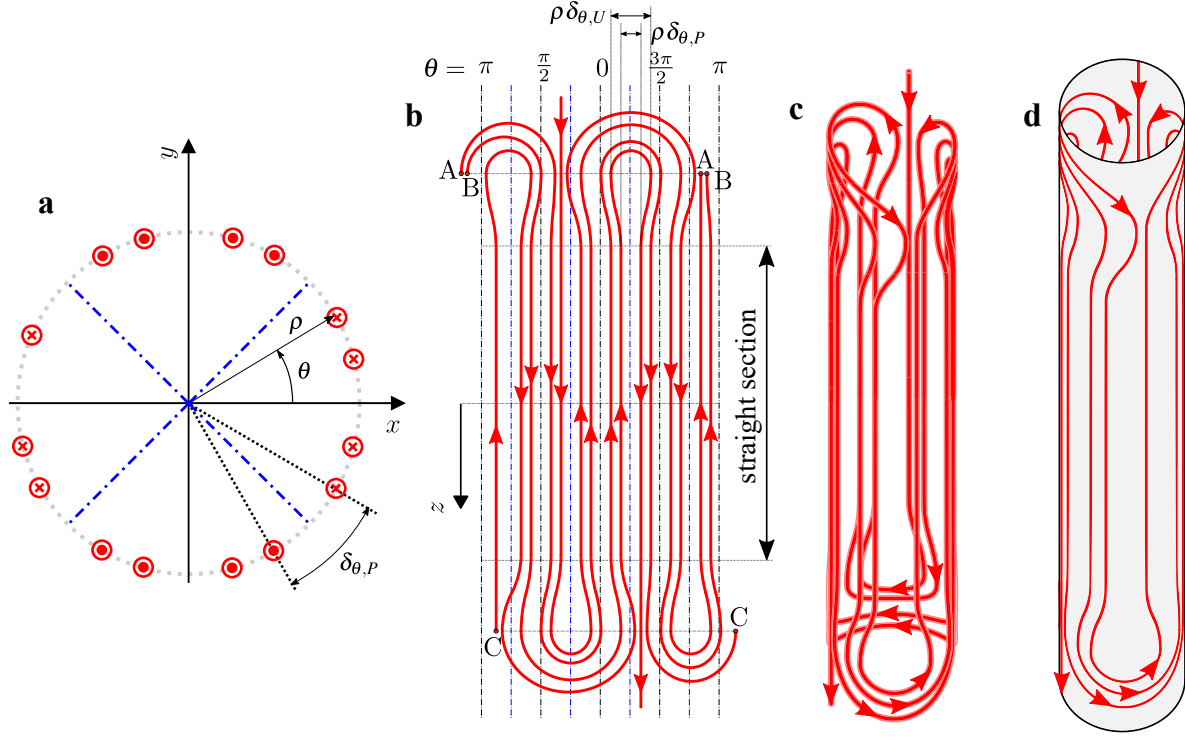 a
y
x
ρ
θ
δθ,P
b
ρ δθ,U
ρ δθ,P
θ = π π/2 0 3π/2 π
A
B
A
B
straight section
z
C
C
c
d